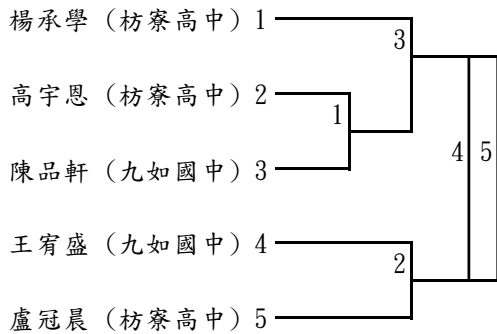 楊承學（枋寮高中）1
3
高宇恩（枋寮高中）2
1
陳品軒（九如國中）3
4 5
王宥盛（九如國中）4
2
盧冠晨（枋寮高中）5